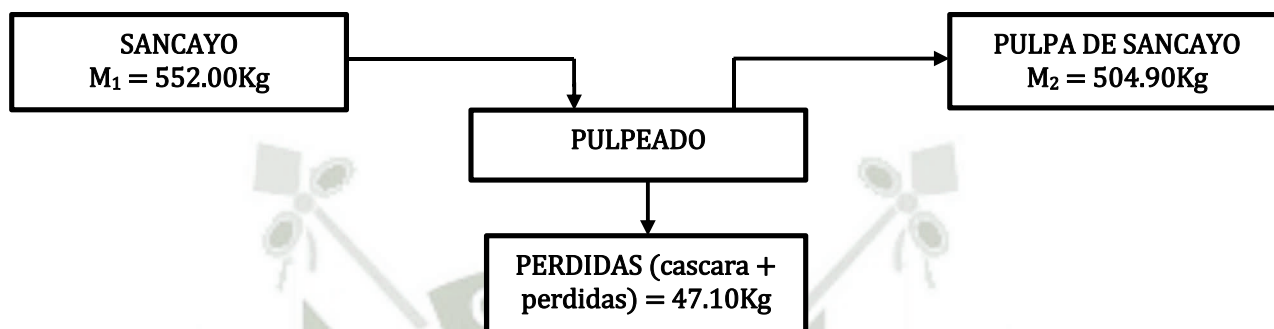 SANCAYO
M₁ = 552.00Kg
PULPA DE SANCAYO
M₂ = 504.90Kg
PULPEADO
PERDIDAS (cascara +
perdidas) = 47.10Kg